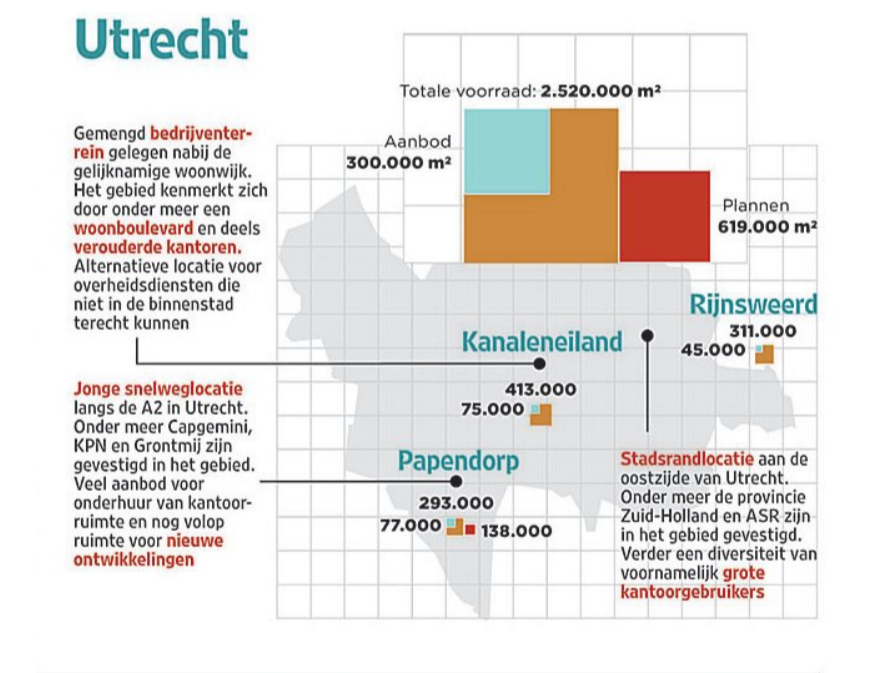 Utrecht
Totale voorraad: 2.520.000 m²
Aanbod
300.000 m²
Plannen
619.000 m²
Gemengd bedrijventer-
rein gelegen nabij de
gelijknamige woonwijk.
Het gebied kenmerkt zich
door onder meer een
woonboulevard en deels
verouderde kantoren.
Alternatieve locatie voor
overheidsdiensten die
niet in de binnenstad
terecht kunnen
Rijnsweerd
311.000
45.000
Kanaleneiland
413.000
75.000
Jonge snelweglocatie
langs de A2 in Utrecht.
Onder meer Capgemini,
KPN en Grontmij zijn
gevestigd in het gebied.
Veel aanbod voor
onderhuur van kantoor-
ruimte en nog volop
ruimte voor nieuwe
ontwikkelingen
Papendorp
293.000
77.000
138.000
Stadsrandlocatie aan de
oostzijde van Utrecht.
Onder meer de provincie
Zuid-Holland en ASR zijn
in het gebied gevestigd.
Verder een diversiteit van
voornamelijk grote
kantoorgebruikers